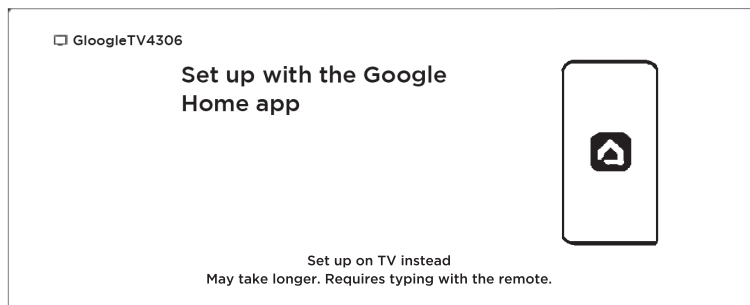 GloogleTV4306
Set up with the Google
Home app
Set up on TV instead
May take longer. Requires typing with the remote.